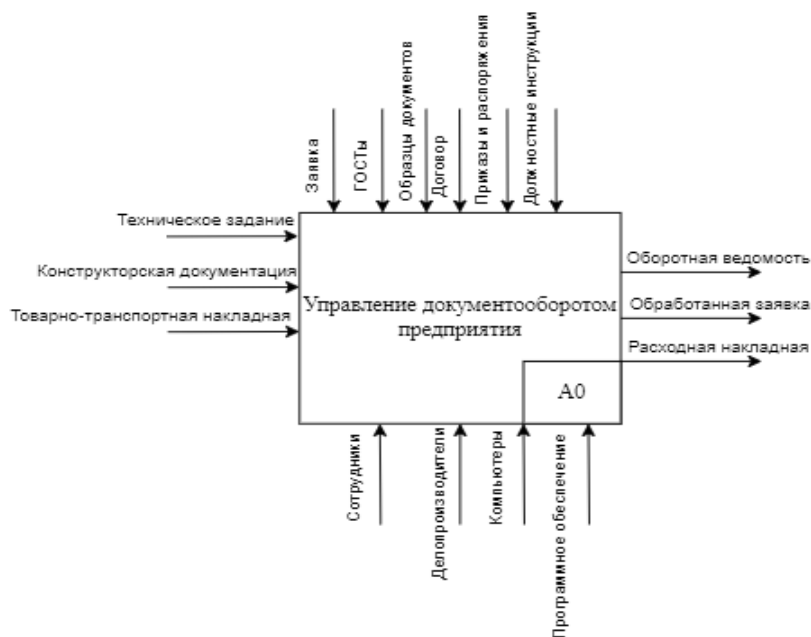 Заявка
ГОСТы
Образцы документов
Договор
Приказы и распоряжения
Должностные инструкции
Техническое задание
Конструкторская документация
Товарно-транспортная накладная
Управление документооборотом
предприятия
A0
Оборотная ведомость
Обработанная заявка
Расходная накладная
Сотрудники
Делопроизводители
Компьютеры
Программное обеспечение